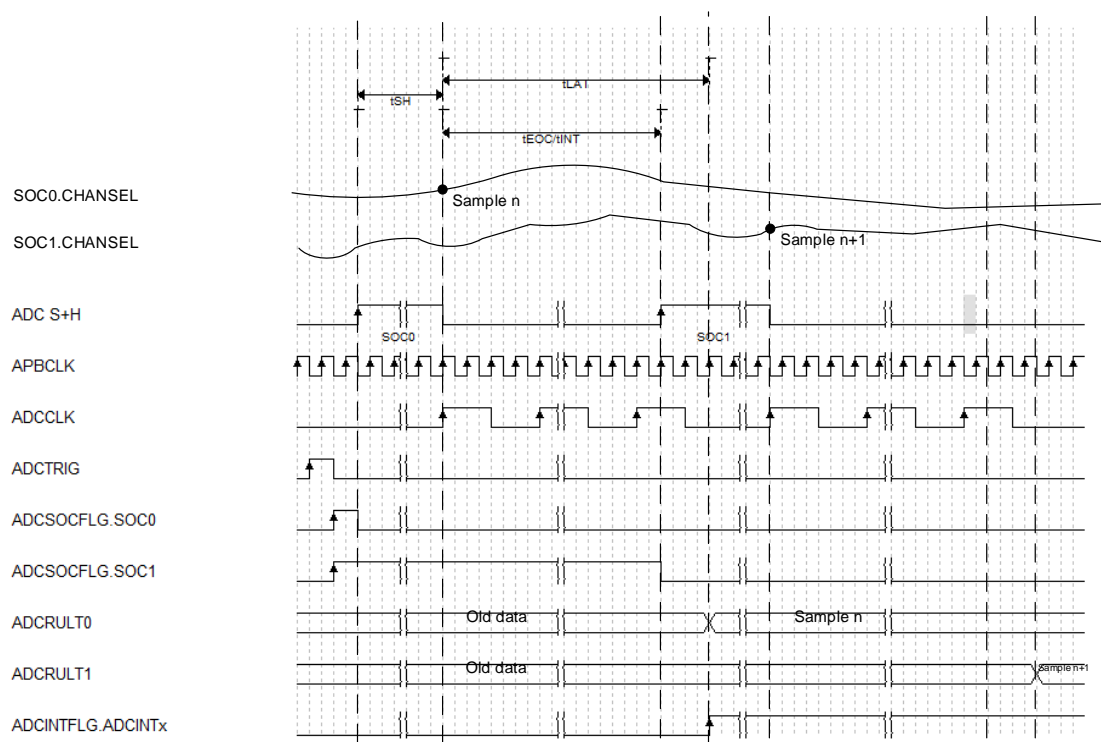 tLAT
tSH
tEOC/tINT
SOC0.CHANSEL
Sample n
SOC1.CHANSEL
Sample n+1
ADC S+H
SOC0
SOC1
APBCLK
ADCCLK
ADCTRIG
ADCSOCFLG.SOC0
ADCSOCFLG.SOC1
ADCRULT0
Old data
Sample n
ADCRULT1
Old data
Sample n+1
ADCINTFLG.ADCINTx